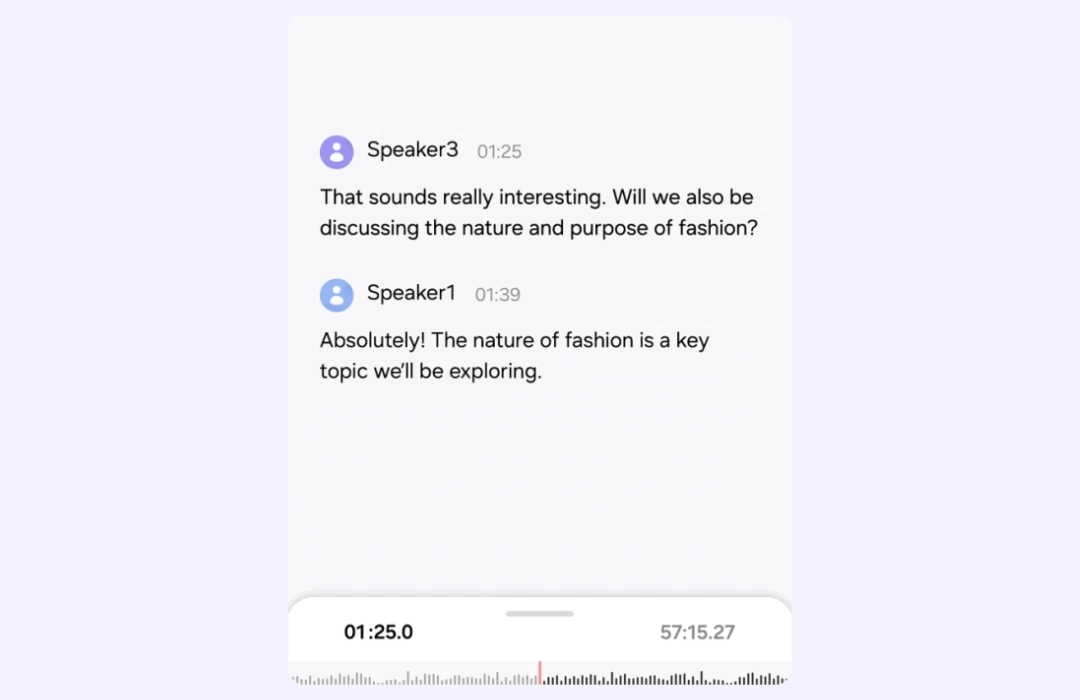 Speaker3 01:25
That sounds really interesting. Will we also be
discussing the nature and purpose of fashion?
Speaker1 01:39
Absolutely! The nature of fashion is a key
topic we'll be exploring.
01:25.0 57:15.27